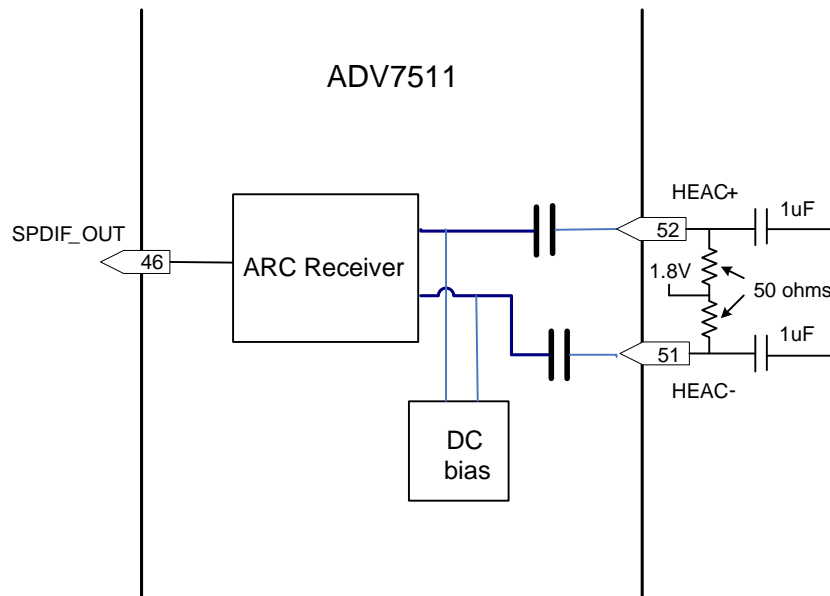 ADV7511
HEAC+
1uF
SPDIF_OUT
52
46
ARC Receiver
1.8V
50 ohms
1uF
51
HEAC-
DC
bias